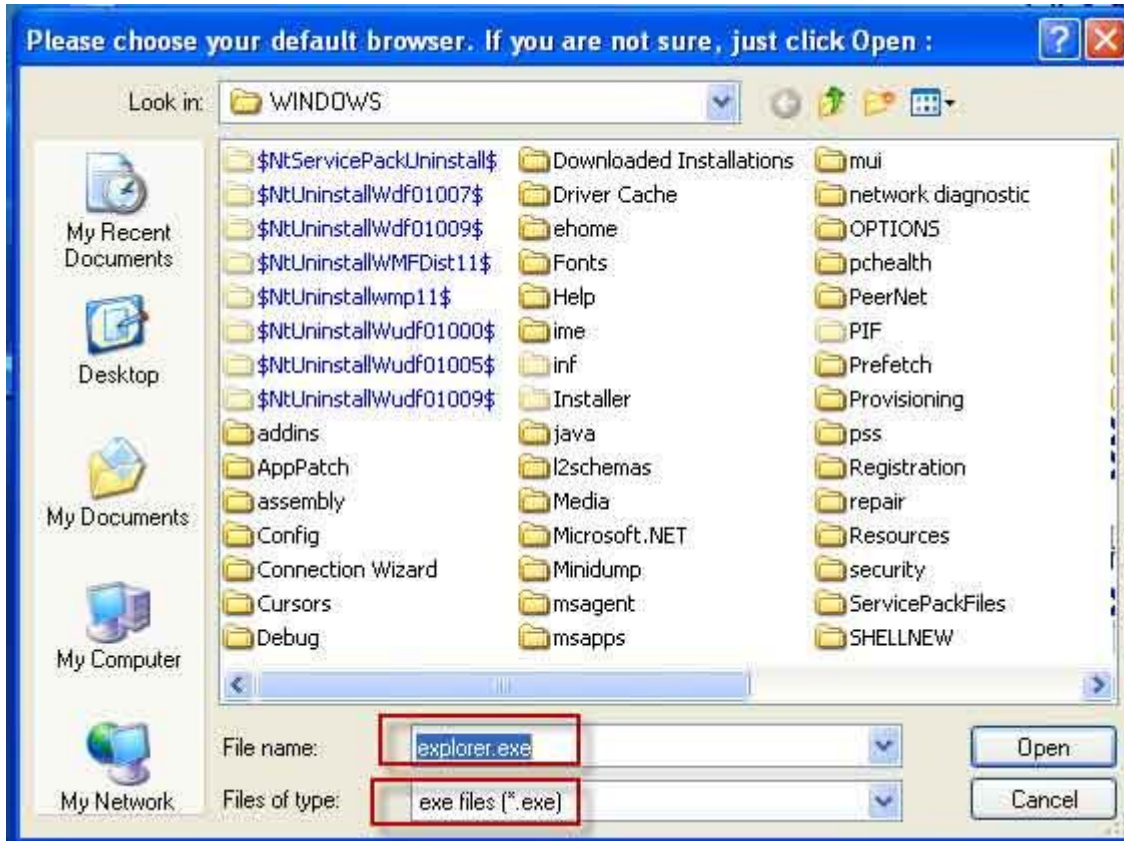 Please choose your default browser. If you are not sure, just click Open :
Look in: WINDOWS
My Recent Documents
Desktop
My Documents
My Computer
My Network
$NtServicePackUninstall$
$NtUninstallWdf01007$
$NtUninstallWdf01009$
$NtUninstallWMFDist11$
$NtUninstallwmp11$
$NtUninstallWudf01000$
$NtUninstallWudf01005$
$NtUninstallWudf01009$
addins
AppPatch
assembly
Config
Connection Wizard
Cursors
Debug
Downloaded Installations
Driver Cache
ehome
Fonts
Help
ime
inf
Installer
java
l2schemas
Media
Microsoft.NET
Minidump
msagent
msapps
mui
network diagnostic
OPTIONS
pchealth
PeerNet
PIF
Prefetch
Provisioning
pss
Registration
repair
Resources
security
ServicePackFiles
SHELLNEW
File name: explorer.exe Open
Files of type: exe files (*.exe) Cancel